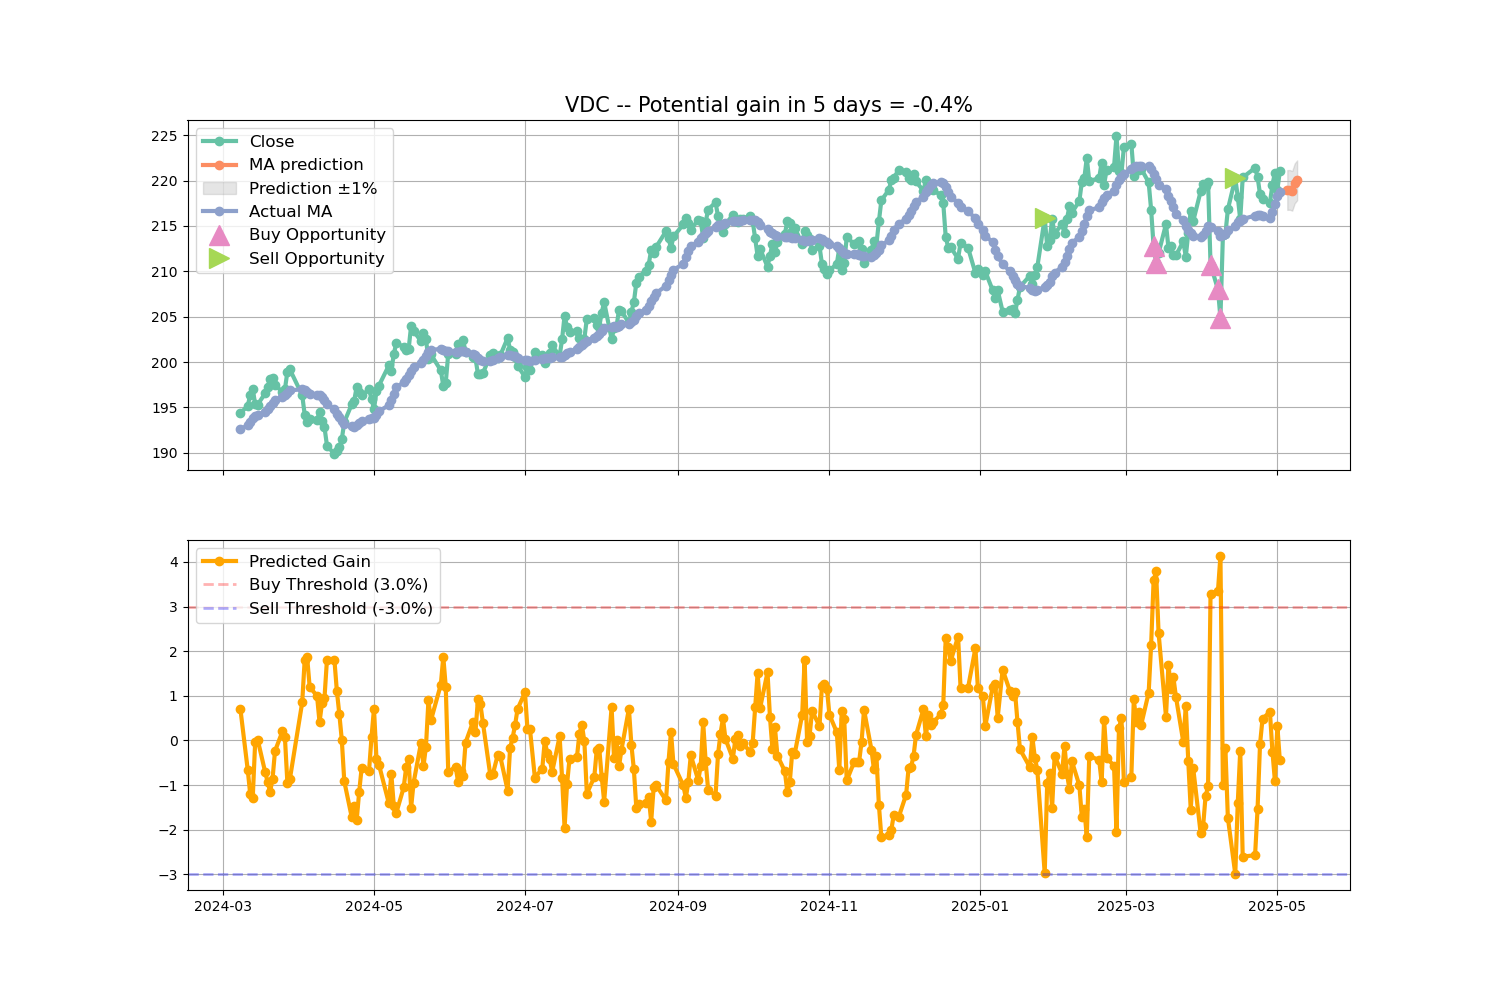 VDC -- Potential gain in 5 days = -0.4%
225
220
215
210
205
200
195
190
Close
MA prediction
Prediction ±1%
Actual MA
Buy Opportunity
Sell Opportunity
4
3
2
1
0
−1
−2
−3
Predicted Gain
Buy Threshold (3.0%)
Sell Threshold (-3.0%)
2024-03
2024-05
2024-07
2024-09
2024-11
2025-01
2025-03
2025-05